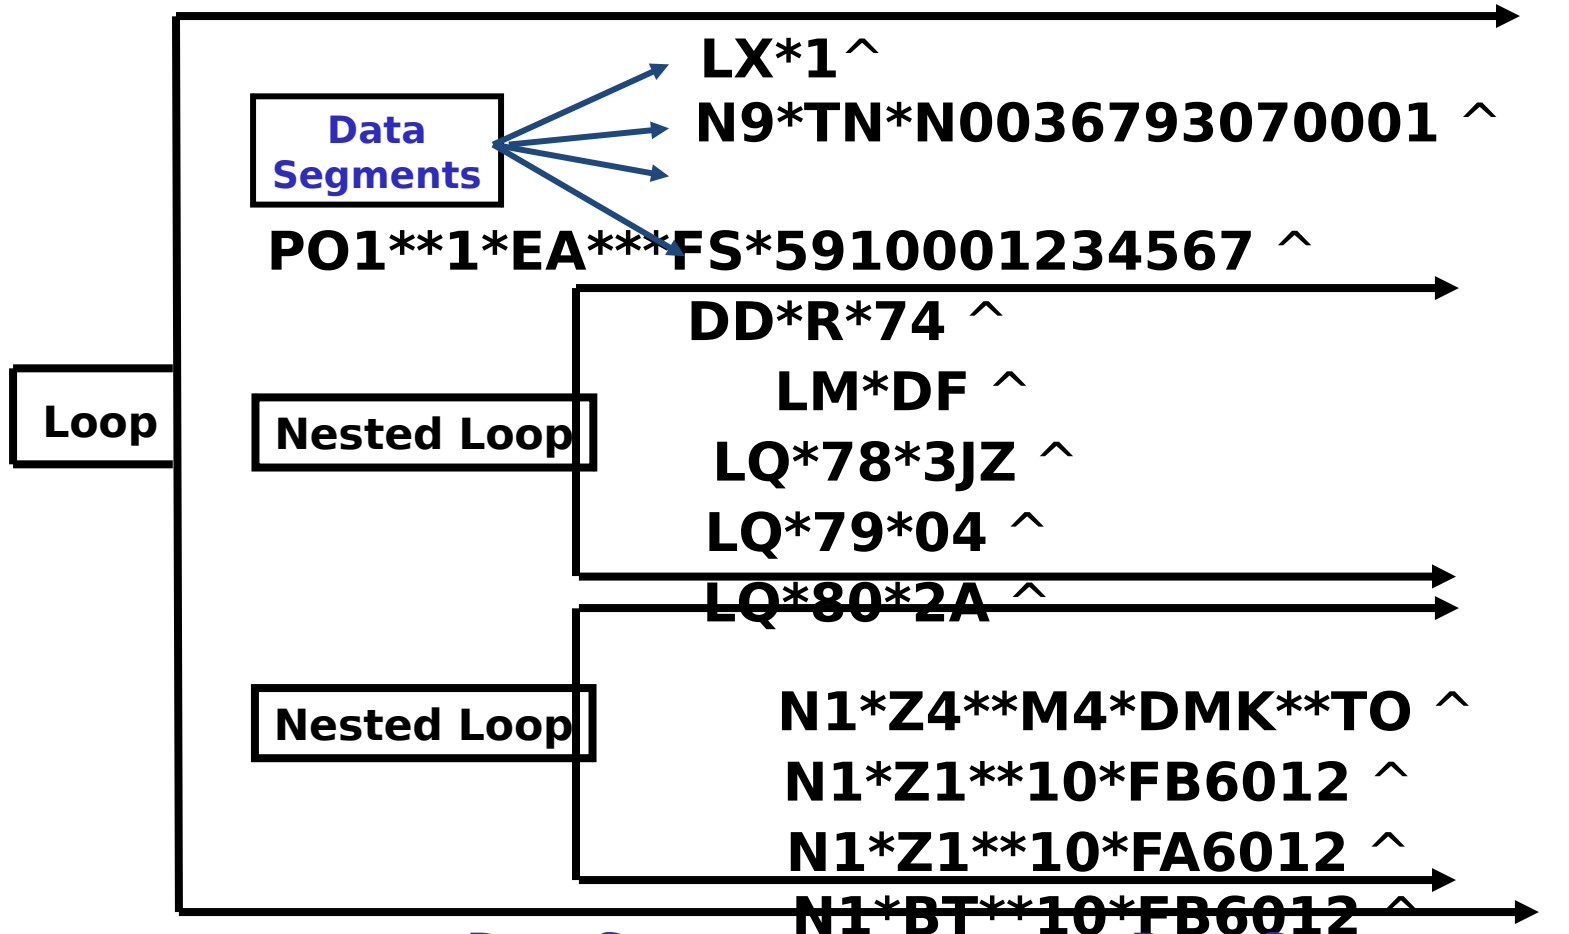 LX*1^
N9*TN*N0036793070001 ^
Data
Segments
PO1**1*EA***FS*5910001234567 ^
DD*R*74 ^
LM*DF ^
Loop
Nested Loop
LQ*78*3JZ ^
LQ*79*04 ^
LQ*80*2A ^
Nested Loop
N1*Z4**M4*DMK**TO ^
N1*Z1**10*FB6012 ^
N1*Z1**10*FA6012 ^
N1*BT**10*FB6012 ^